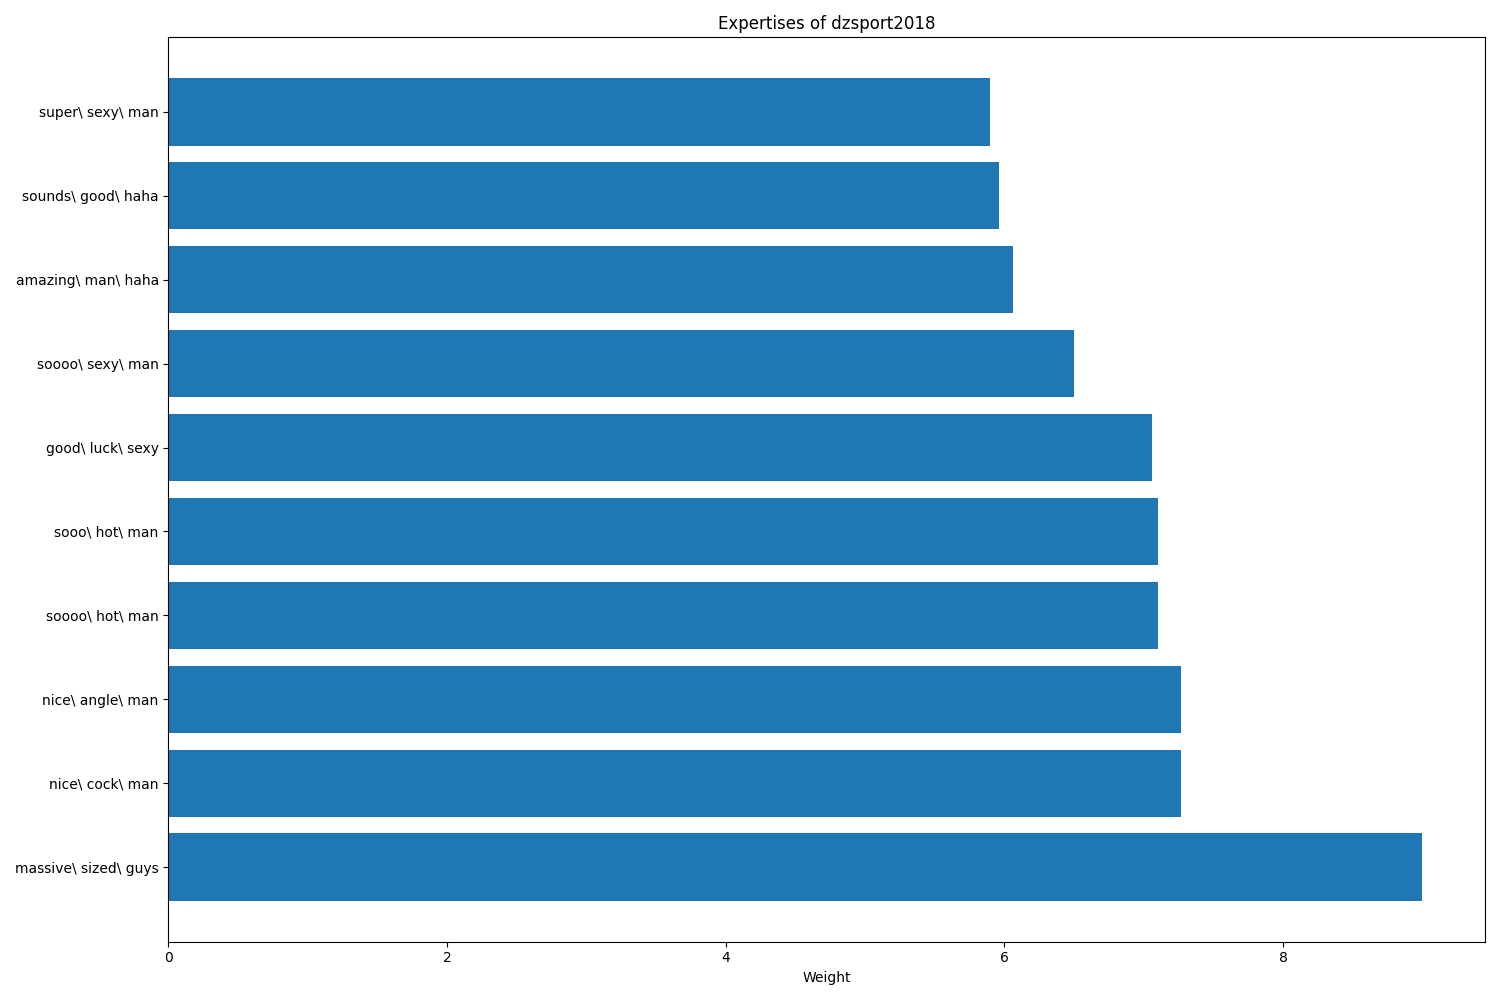 Expertises of dzsport2018
super\ sexy\ man
sounds\ good\ haha
amazing\ man\ haha
soooo\ sexy\ man
good\ luck\ sexy
sooo\ hot\ man
soooo\ hot\ man
nice\ angle\ man
nice\ cock\ man
massive\ sized\ guys
0 2 4 6 8
Weight